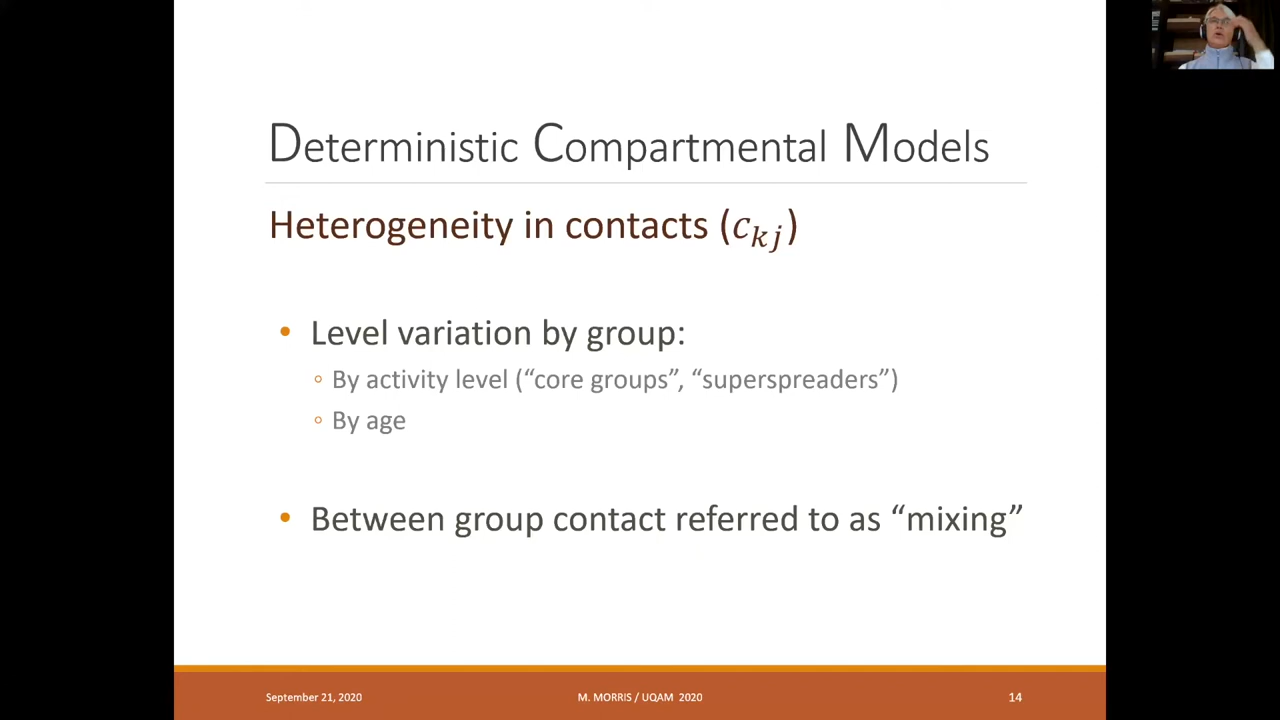 Deterministic Compartmental Models
Heterogeneity in contacts (c_kj)
• Level variation by group:
◦ By activity level (“core groups”, “superspreaders”)
◦ By age
• Between group contact referred to as “mixing”
September 21, 2020 M. MORRIS / UQAM 2020 14